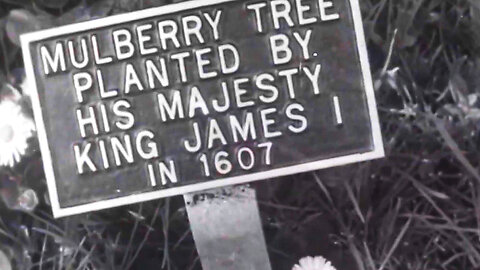 MULBERRY TREE
PLANTED BY.
HIS MAJESTY
KING JAMES I
IN 1607